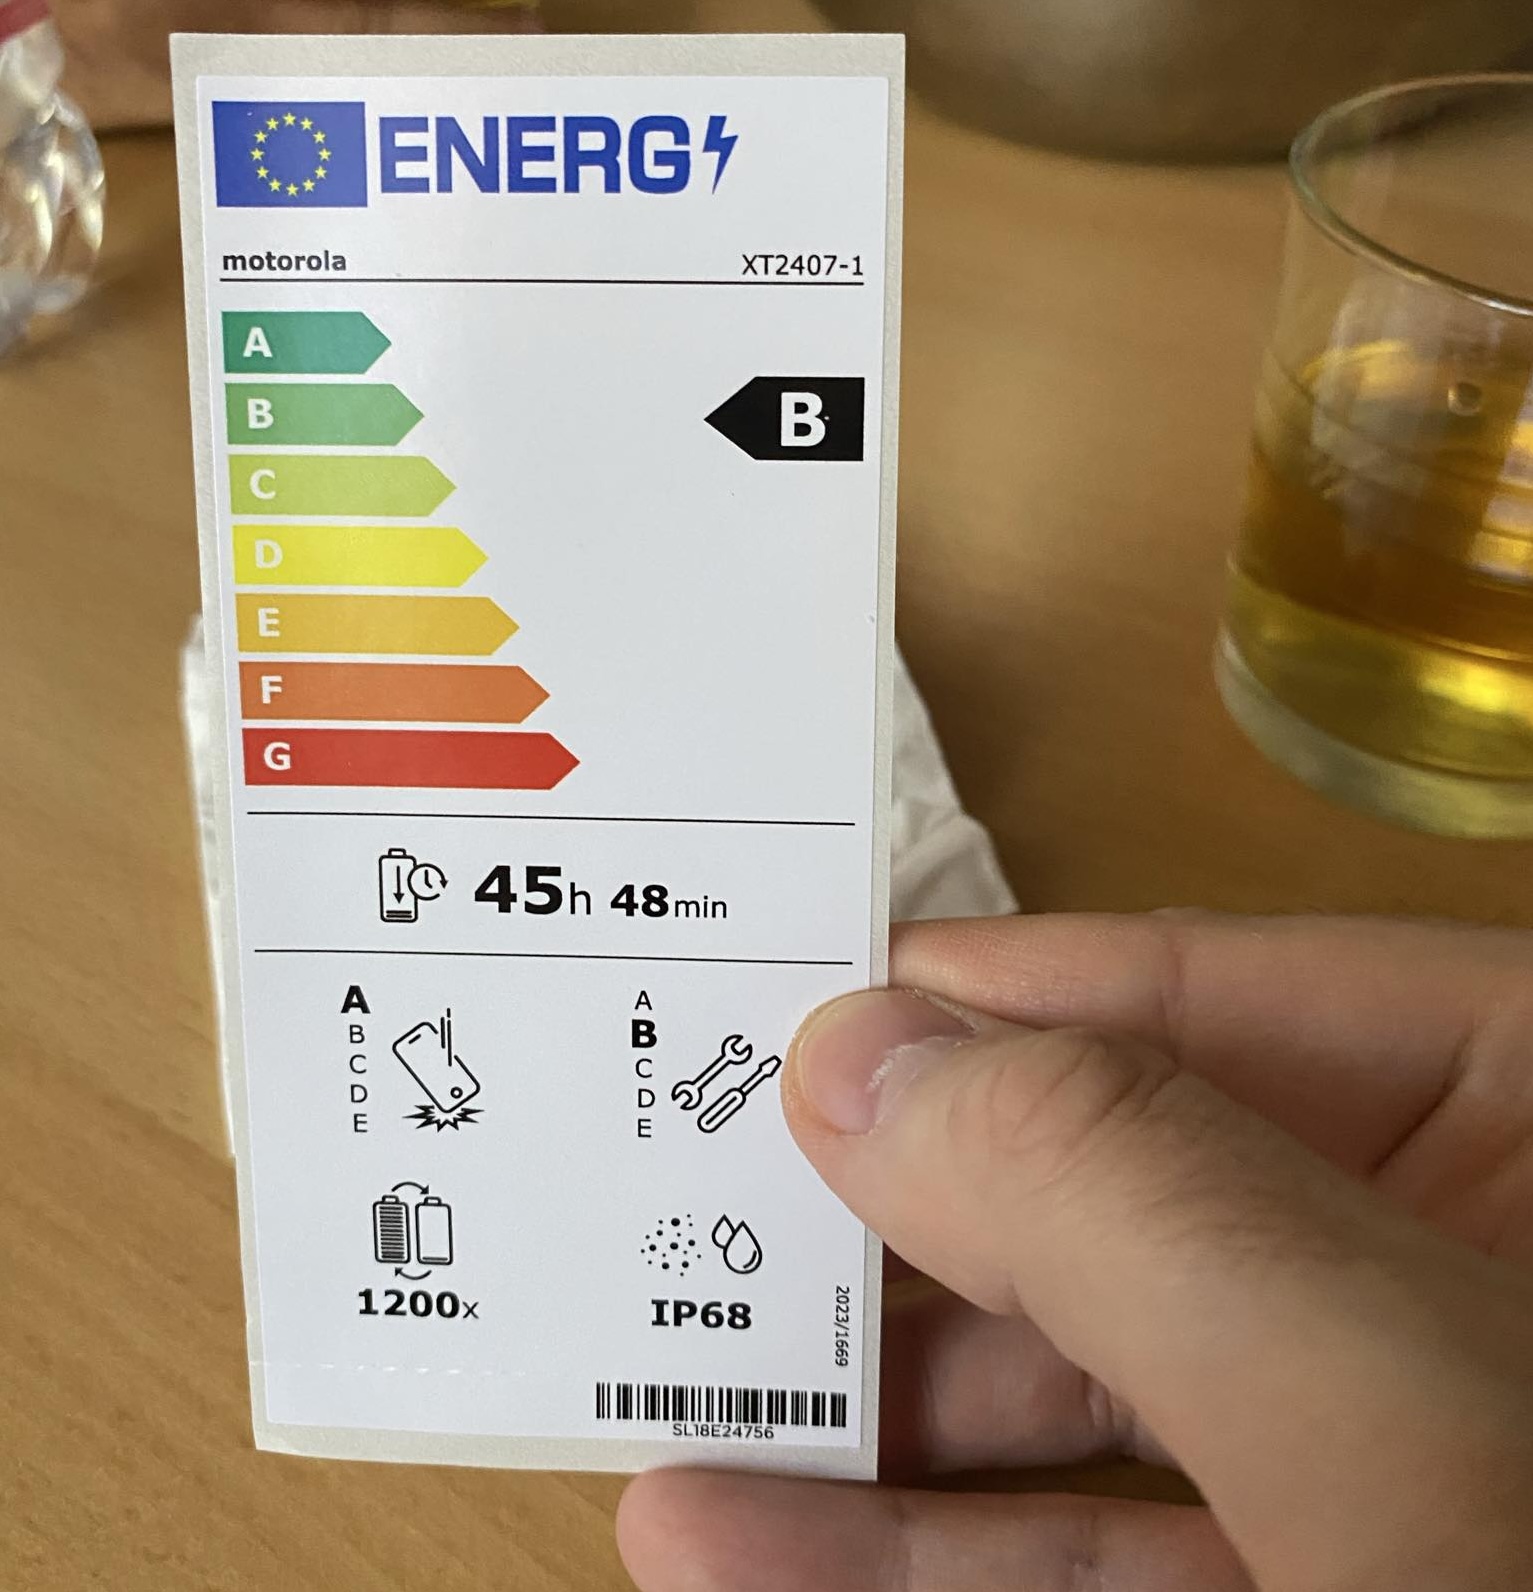 ENERG
motorola XT2407-1
A
B B
C
D
E
F
G
45h 48min
A
B
C
D
E
A
B
C
D
E
1200x
IP68
2023/1669
SL18E24756